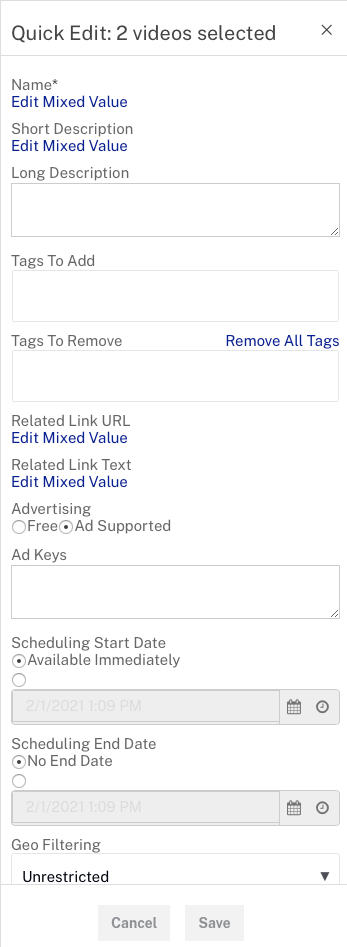 Quick Edit: 2 videos selected
Name*
Edit Mixed Value
Short Description
Edit Mixed Value
Long Description
Tags To Add
Tags To Remove Remove All Tags
Related Link URL
Edit Mixed Value
Related Link Text
Edit Mixed Value
Advertising
Free Ad Supported
Ad Keys
Scheduling Start Date
Available Immediately
2/1/2021 1:09 PM
Scheduling End Date
No End Date
2/1/2021 1:09 PM
Geo Filtering
Unrestricted
Cancel Save